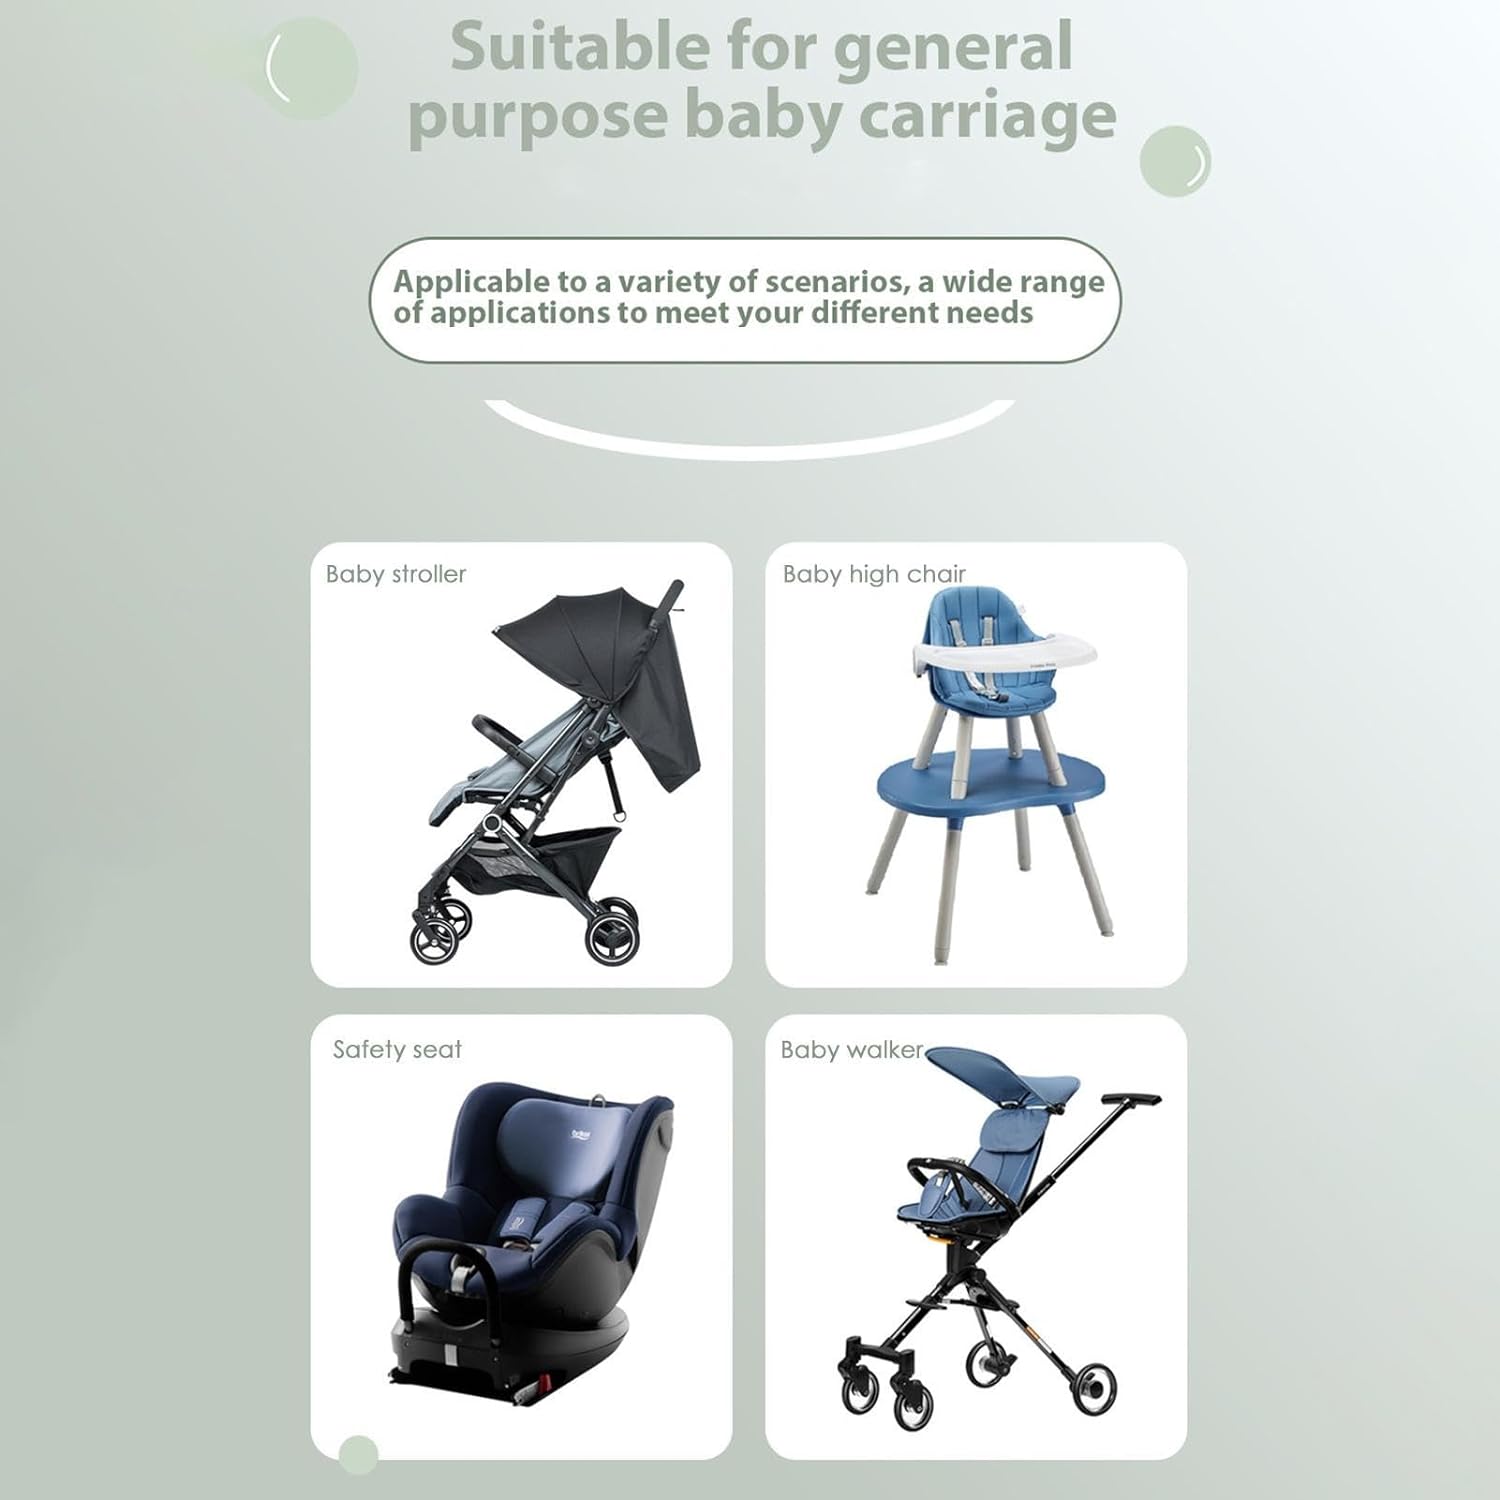 Suitable for general
purpose baby carriage
Applicable to a variety of scenarios, a wide range
of applications to meet your different needs
Baby stroller
Baby high chair
Safety seat
Baby walker